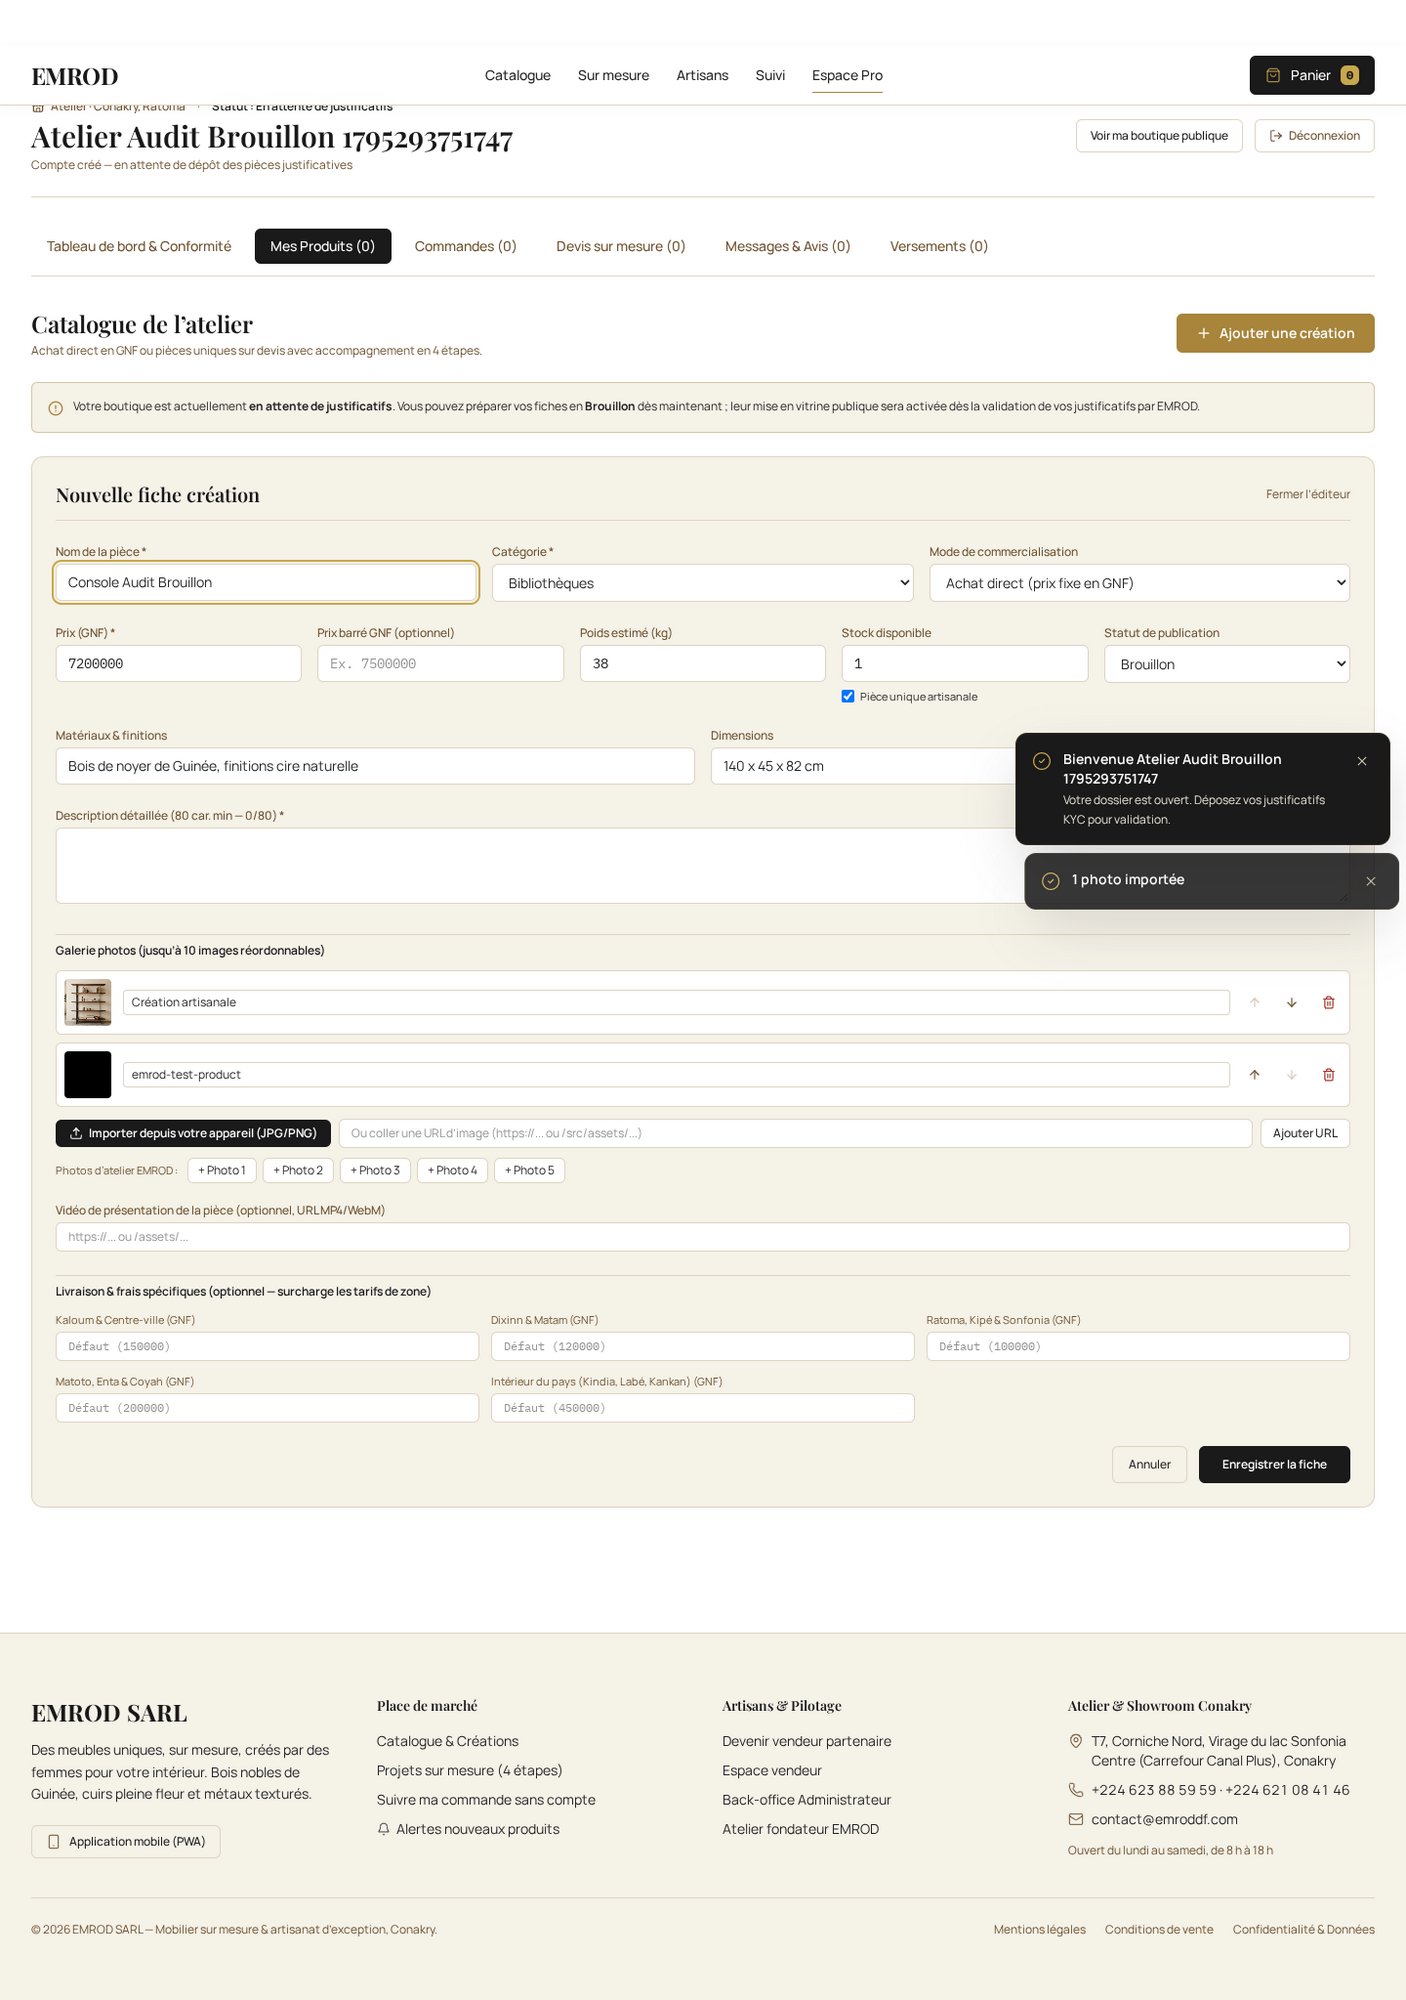 EMROD
Catalogue
Sur mesure
Artisans
Suivi
Espace Pro
Panier 0
Atelier · Conakry, Ratoma · Statut : En attente de justificatifs
Atelier Audit Brouillon 1795293751747
Voir ma boutique publique
Déconnexion
Compte créé — en attente de dépôt des pièces justificatives
Tableau de bord & Conformité
Mes Produits (0)
Commandes (0)
Devis sur mesure (0)
Messages & Avis (0)
Versements (0)
Catalogue de l’atelier
Achat direct en GNF ou pièces uniques sur devis avec accompagnement en 4 étapes.
+ Ajouter une création
Votre boutique est actuellement en attente de justificatifs. Vous pouvez préparer vos fiches en Brouillon dès maintenant ; leur mise en vitrine publique sera activée dès la validation de vos justificatifs par EMROD.
Nouvelle fiche création
Fermer l'éditeur
Nom de la pièce *
Catégorie *
Mode de commercialisation
Console Audit Brouillon
Bibliothèques
Achat direct (prix fixe en GNF)
Prix (GNF) *
Prix barré GNF (optionnel)
Poids estimé (kg)
Stock disponible
Statut de publication
7200000
Ex. 7500000
38
1
Brouillon
Pièce unique artisanale
Matériaux & finitions
Dimensions
Bois de noyer de Guinée, finitions cire naturelle
140 x 45 x 82 cm
Bienvenue Atelier Audit Brouillon
1795293751747
Votre dossier est ouvert. Déposez vos justificatifs
KYC pour validation.
Description détaillée (80 car. min — 0/80) *
1 photo importée
Galerie photos (jusqu'à 10 images réordonnables)
Création artisanale
emrod-test-product
Importer depuis votre appareil (JPG/PNG)
Ou coller une URL d'image (https://... ou /src/assets/...)
Ajouter URL
Photos d'atelier EMROD :
+ Photo 1
+ Photo 2
+ Photo 3
+ Photo 4
+ Photo 5
Vidéo de présentation de la pièce (optionnel, URL MP4/WebM)
https://... ou /assets/...
Livraison & frais spécifiques (optionnel — surcharge les tarifs de zone)
Kaloum & Centre-ville (GNF)
Dixinn & Matam (GNF)
Ratoma, Kipé & Sonfonia (GNF)
Défaut (150000)
Défaut (120000)
Défaut (100000)
Matoto, Enta & Coyah (GNF)
Intérieur du pays (Kindia, Labé, Kankan) (GNF)
Défaut (200000)
Défaut (450000)
Annuler
Enregistrer la fiche
EMROD SARL
Des meubles uniques, sur mesure, créés par des
femmes pour votre intérieur. Bois nobles de
Guinée, cuirs pleine fleur et métaux texturés.
Application mobile (PWA)
Place de marché
Catalogue & Créations
Projets sur mesure (4 étapes)
Suivre ma commande sans compte
Alertes nouveaux produits
Artisans & Pilotage
Devenir vendeur partenaire
Espace vendeur
Back-office Administrateur
Atelier fondateur EMROD
Atelier & Showroom Conakry
T7, Corniche Nord, Virage du lac Sonfonia
Centre (Carrefour Canal Plus), Conakry
+224 623 88 59 59 · +224 621 08 41 46
contact@emroddf.com
Ouvert du lundi au samedi, de 8 h à 18 h
© 2026 EMROD SARL — Mobilier sur mesure & artisanat d'exception, Conakry.
Mentions légales
Conditions de vente
Confidentialité & Données